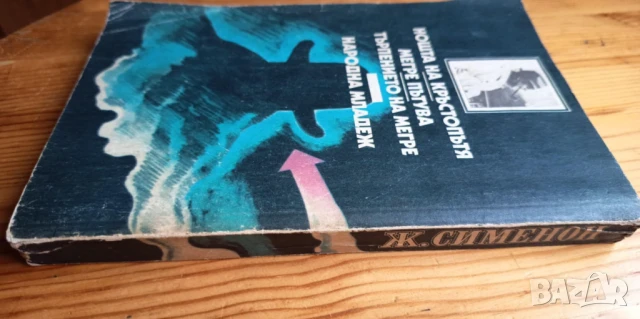 НОЩТА НА КРЪСТОПЪТЯ
МЕГРЕ ПЪТУВА
ТЪРПЕНИЕТО НА МЕГРЕ
НАРОДНА МЛАДЕЖ
Ж. СИМЕНОН
BAZAR